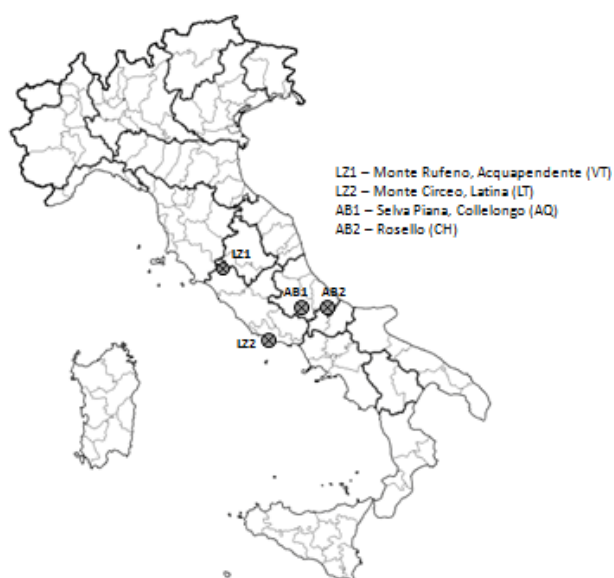 LZ1 – Monte Rufeno, Acquapendente (VT)
LZ2 – Monte Circeo, Latina (LT)
AB1 – Selva Piana, Collelongo (AQ)
AB2 – Rosello (CH)
LZ1
AB1 AB2
LZ2